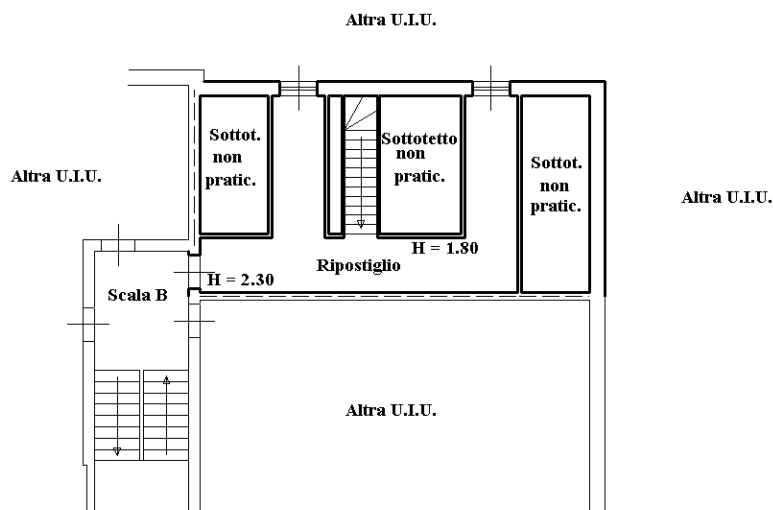 Altra U.I.U.
Sottot.
non
pratic.
Sottotetto
non
pratic.
Sottot.
non
pratic.
Altra U.I.U.
Altra U.I.U.
H = 1.80
Ripostiglio
H = 2.30
Scala B
Altra U.I.U.